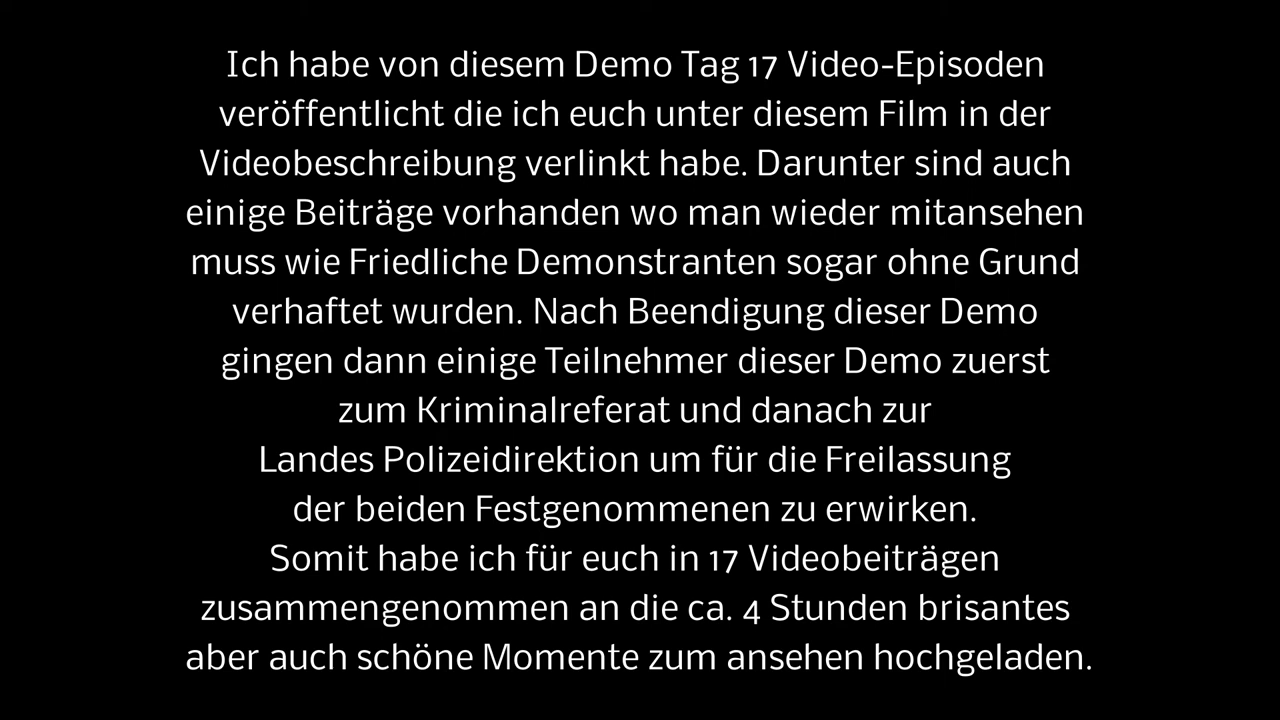 Ich habe von diesem Demo Tag 17 Video-Episoden
veröffentlicht die ich euch unter diesem Film in der
Videobeschreibung verlinkt habe. Darunter sind auch
einige Beiträge vorhanden wo man wieder mitansehen
muss wie Friedliche Demonstranten sogar ohne Grund
verhaftet wurden. Nach Beendigung dieser Demo
gingen dann einige Teilnehmer dieser Demo zuerst
zum Kriminalreferat und danach zur
Landes Polizeidirektion um für die Freilassung
der beiden Festgenommenen zu erwirken.
Somit habe ich für euch in 17 Videobeiträgen
zusammengenommen an die ca. 4 Stunden brisantes
aber auch schöne Momente zum ansehen hochgeladen.